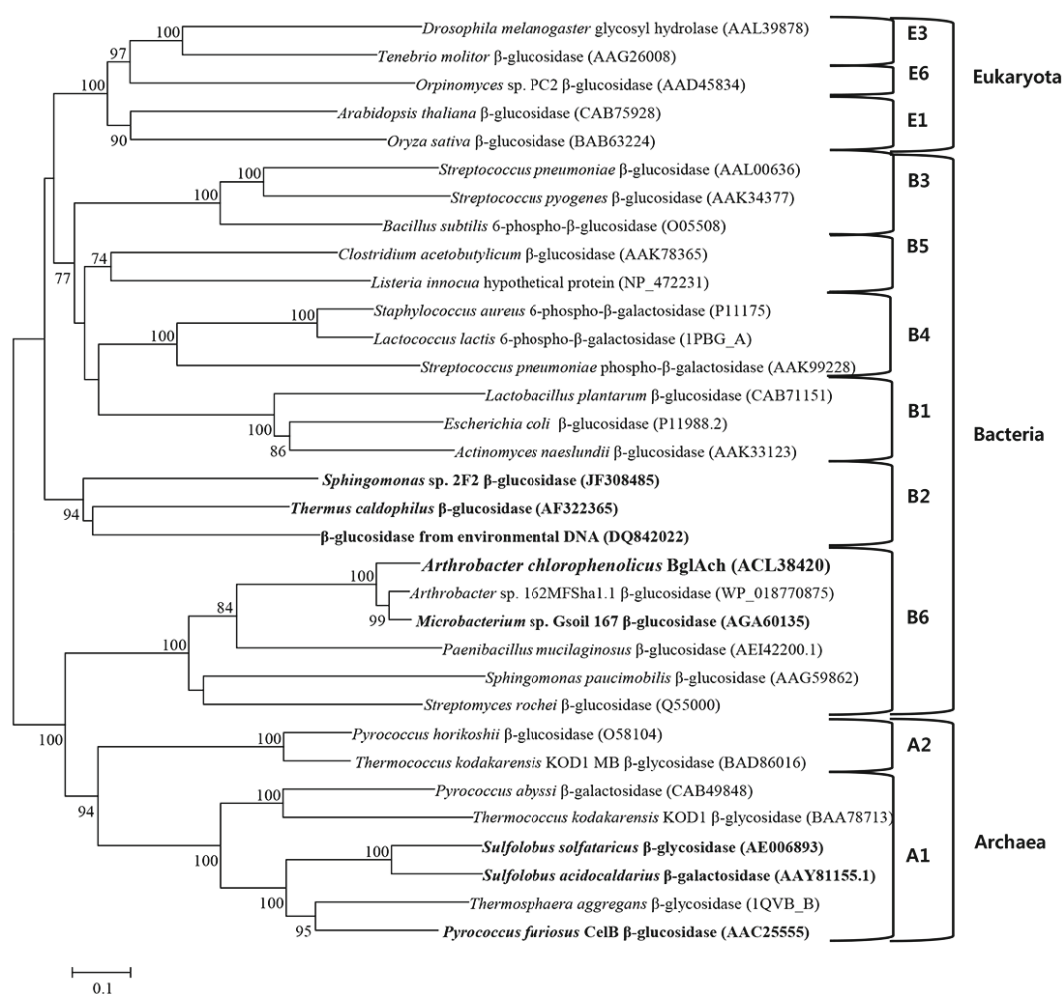 100
Drosophila melanogaster glycosyl hydrolase (AAL39878)
E3
97
Tenebrio molitor β-glucosidase (AAG26008)
100
Orpinomyces sp. PC2 β-glucosidase (AAD45834)
E6
Eukaryota
Arabidopsis thaliana β-glucosidase (CAB75928)
E1
90
Oryza sativa β-glucosidase (BAB63224)
100
Streptococcus pneumoniae β-glucosidase (AAL00636)
B3
100
Streptococcus pyogenes β-glucosidase (AAK34377)
Bacillus subtilis 6-phospho-β-glucosidase (O05508)
74
Clostridium acetobutylicum β-glucosidase (AAK78365)
B5
77
Listeria innocua hypothetical protein (NP_472231)
100
Staphylococcus aureus 6-phospho-β-galactosidase (P11175)
B4
100
Lactococcus lactis 6-phospho-β-galactosidase (1PBG_A)
Streptococcus pneumoniae phospho-β-galactosidase (AAK99228)
Lactobacillus plantarum β-glucosidase (CAB71151)
B1
100
Escherichia coli β-glucosidase (P11988.2)
Bacteria
86
Actinomyces naeslundii β-glucosidase (AAK33123)
Sphingomonas sp. 2F2 β-glucosidase (JF308485)
B2
94
Thermus caldophilus β-glucosidase (AF322365)
β-glucosidase from environmental DNA (DQ842022)
100
Arthrobacter chlorophenolicus BglAch (ACL38420)
Arthrobacter sp. 162MFSha1.1 β-glucosidase (WP_018770875)
84
99
Microbacterium sp. Gsoil 167 β-glucosidase (AGA60135)
B6
100
Paenibacillus mucilaginosus β-glucosidase (AEI42200.1)
Sphingomonas paucimobilis β-glucosidase (AAG59862)
Streptomyces rochei β-glucosidase (Q55000)
100
100
Pyrococcus horikoshii β-glucosidase (O58104)
A2
Thermococcus kodakarensis KOD1 MB β-glycosidase (BAD86016)
94
100
Pyrococcus abyssi β-galactosidase (CAB49848)
Thermococcus kodakarensis KOD1 β-glycosidase (BAA78713)
100
100
Sulfolobus solfataricus β-glycosidase (AE006893)
A1
Archaea
Sulfolobus acidocaldarius β-galactosidase (AAY81155.1)
100
Thermosphaera aggregans β-glycosidase (1QVB_B)
95
Pyrococcus furiosus CelB β-glucosidase (AAC25555)
0.1